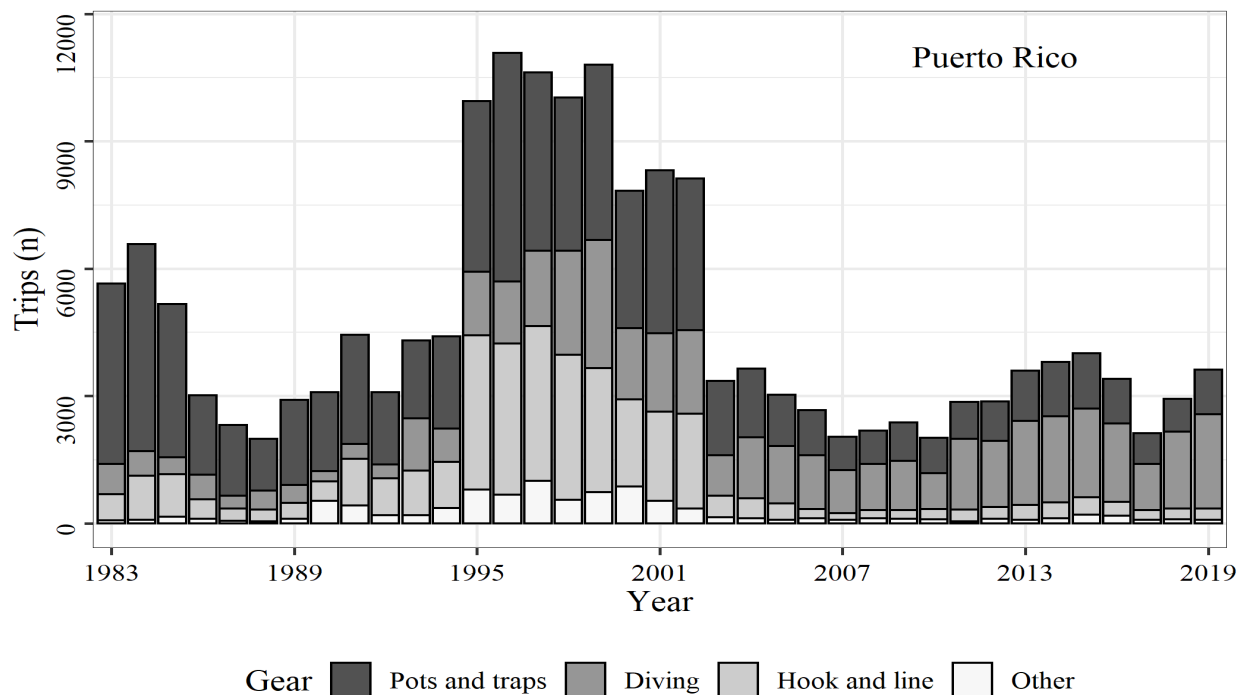 Puerto Rico
12000
9000
6000
3000
0
Trips (n)
1983 1989 1995 2001 2007 2013 2019
Year
Gear Pots and traps Diving Hook and line Other